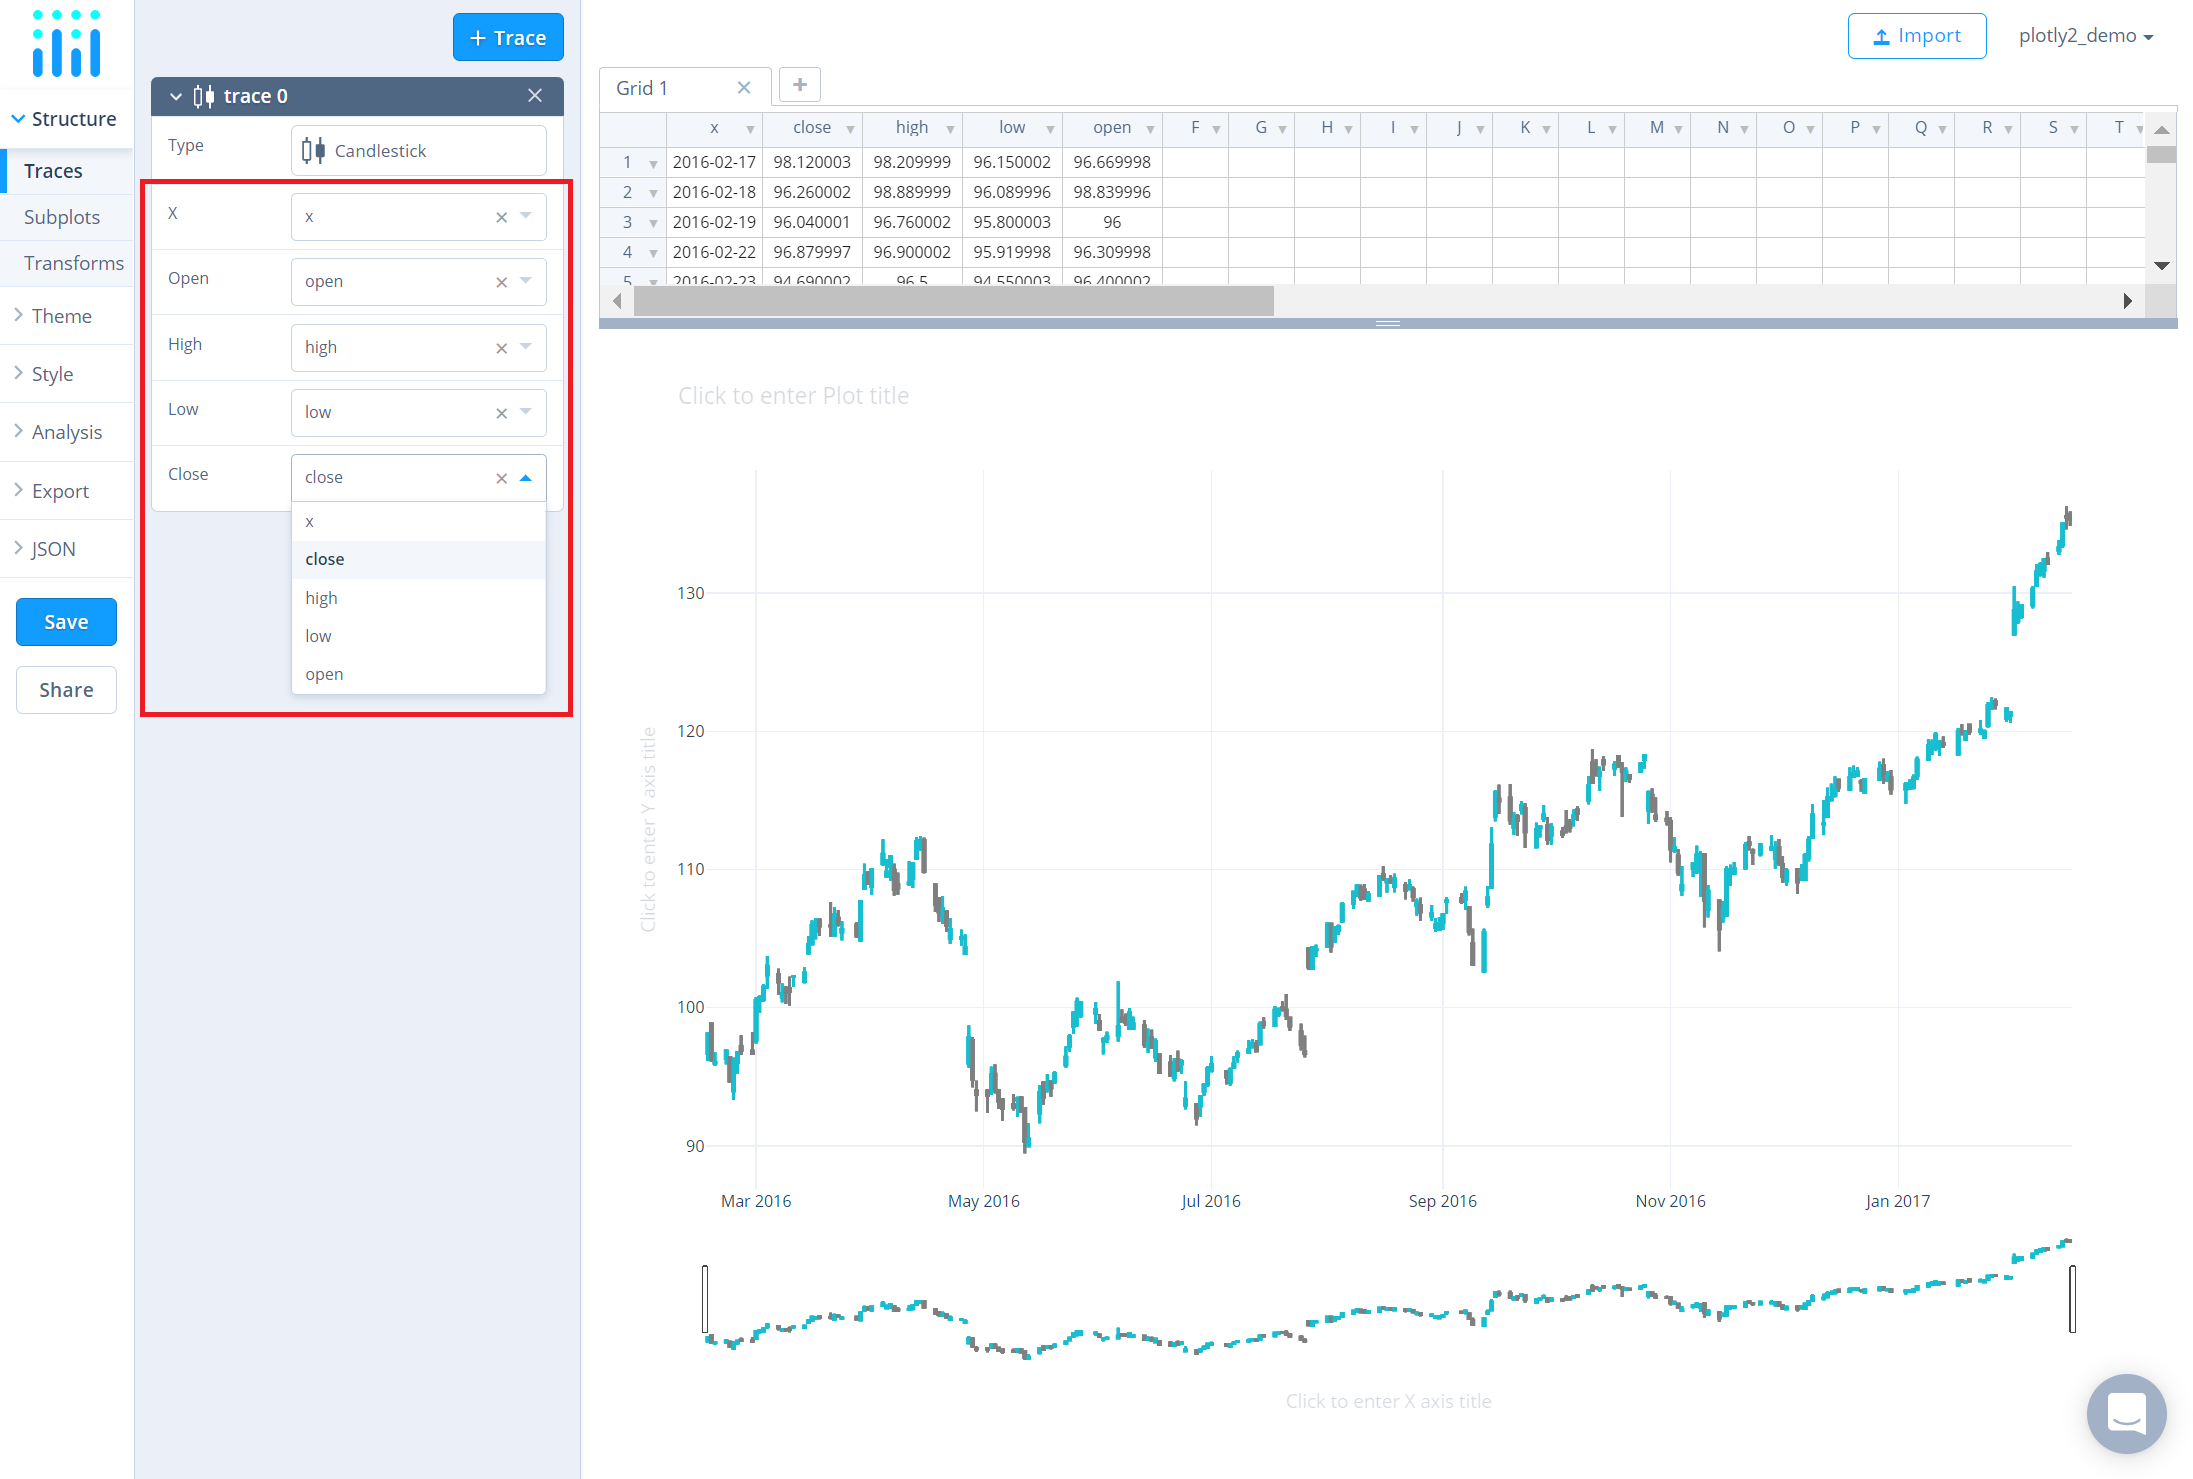 + Trace
Import
plotly2_demo
Structure
Traces
Subplots
Transforms
Theme
Style
Analysis
Export
JSON
Save
Share
trace 0
Type
Candlestick
X
x
Open
open
High
high
Low
low
Close
close
x
close
high
low
open
Grid 1
+
x close high low open F G H I J K L M N O P Q R S T
1 2016-02-17 98.120003 98.209999 96.150002 96.669998
2 2016-02-18 96.260002 98.889999 96.089996 98.839996
3 2016-02-19 96.040001 96.760002 95.800003 96
4 2016-02-22 96.879997 96.900002 95.919998 96.309998
5 2016-02-23 94.690002 96.5 94.550003 96.400002
Click to enter Plot title
Click to enter Y axis title
130
120
110
100
90
Mar 2016 May 2016 Jul 2016 Sep 2016 Nov 2016 Jan 2017
Click to enter X axis title